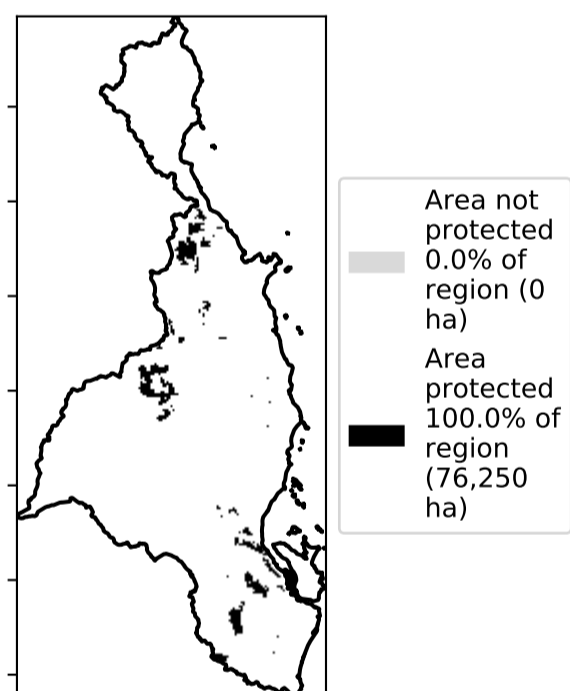 Area not
protected
0.0% of
region (0
ha)
Area
protected
100.0% of
region
(76,250
ha)